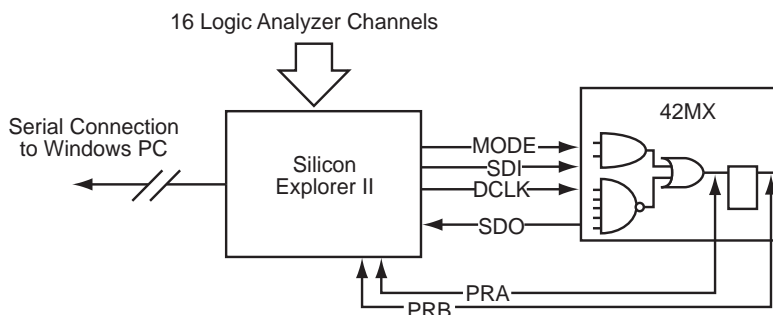 16 Logic Analyzer Channels
Serial Connection
to Windows PC
Silicon
Explorer II
MODE
SDI
DCLK
SDO
42MX
PRA
PRB